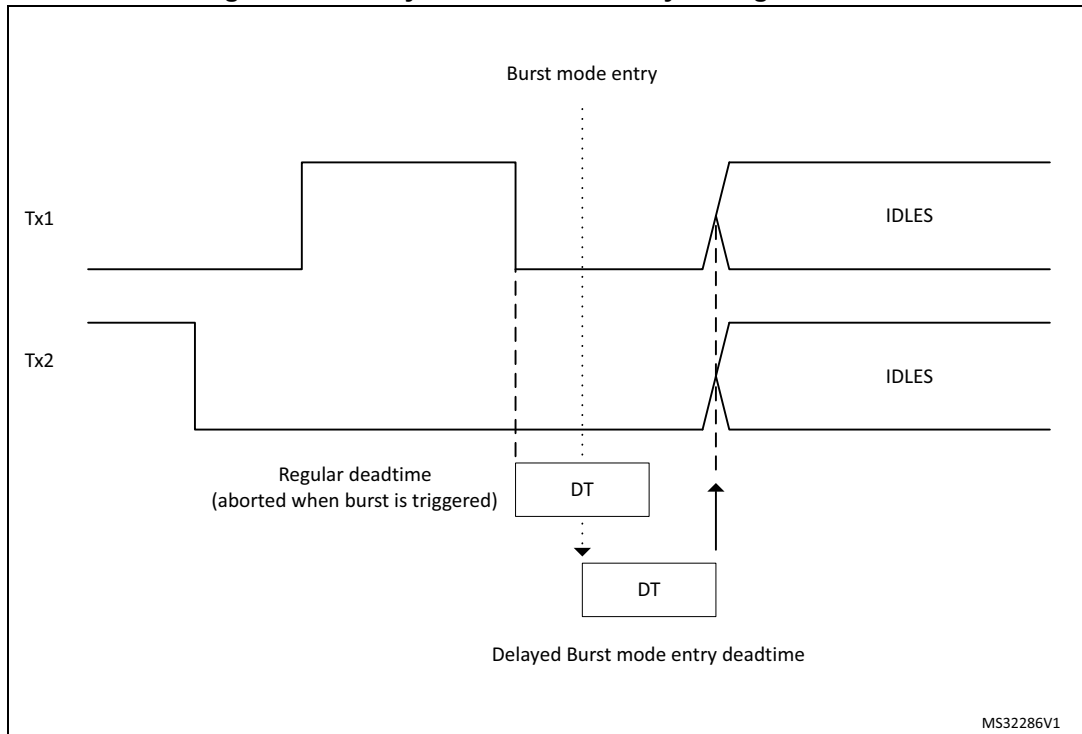 Burst mode entry
Tx1
IDLES
Tx2
IDLES
Regular deadtime
(aborted when burst is triggered)
DT
DT
Delayed Burst mode entry deadtime
MS32286V1